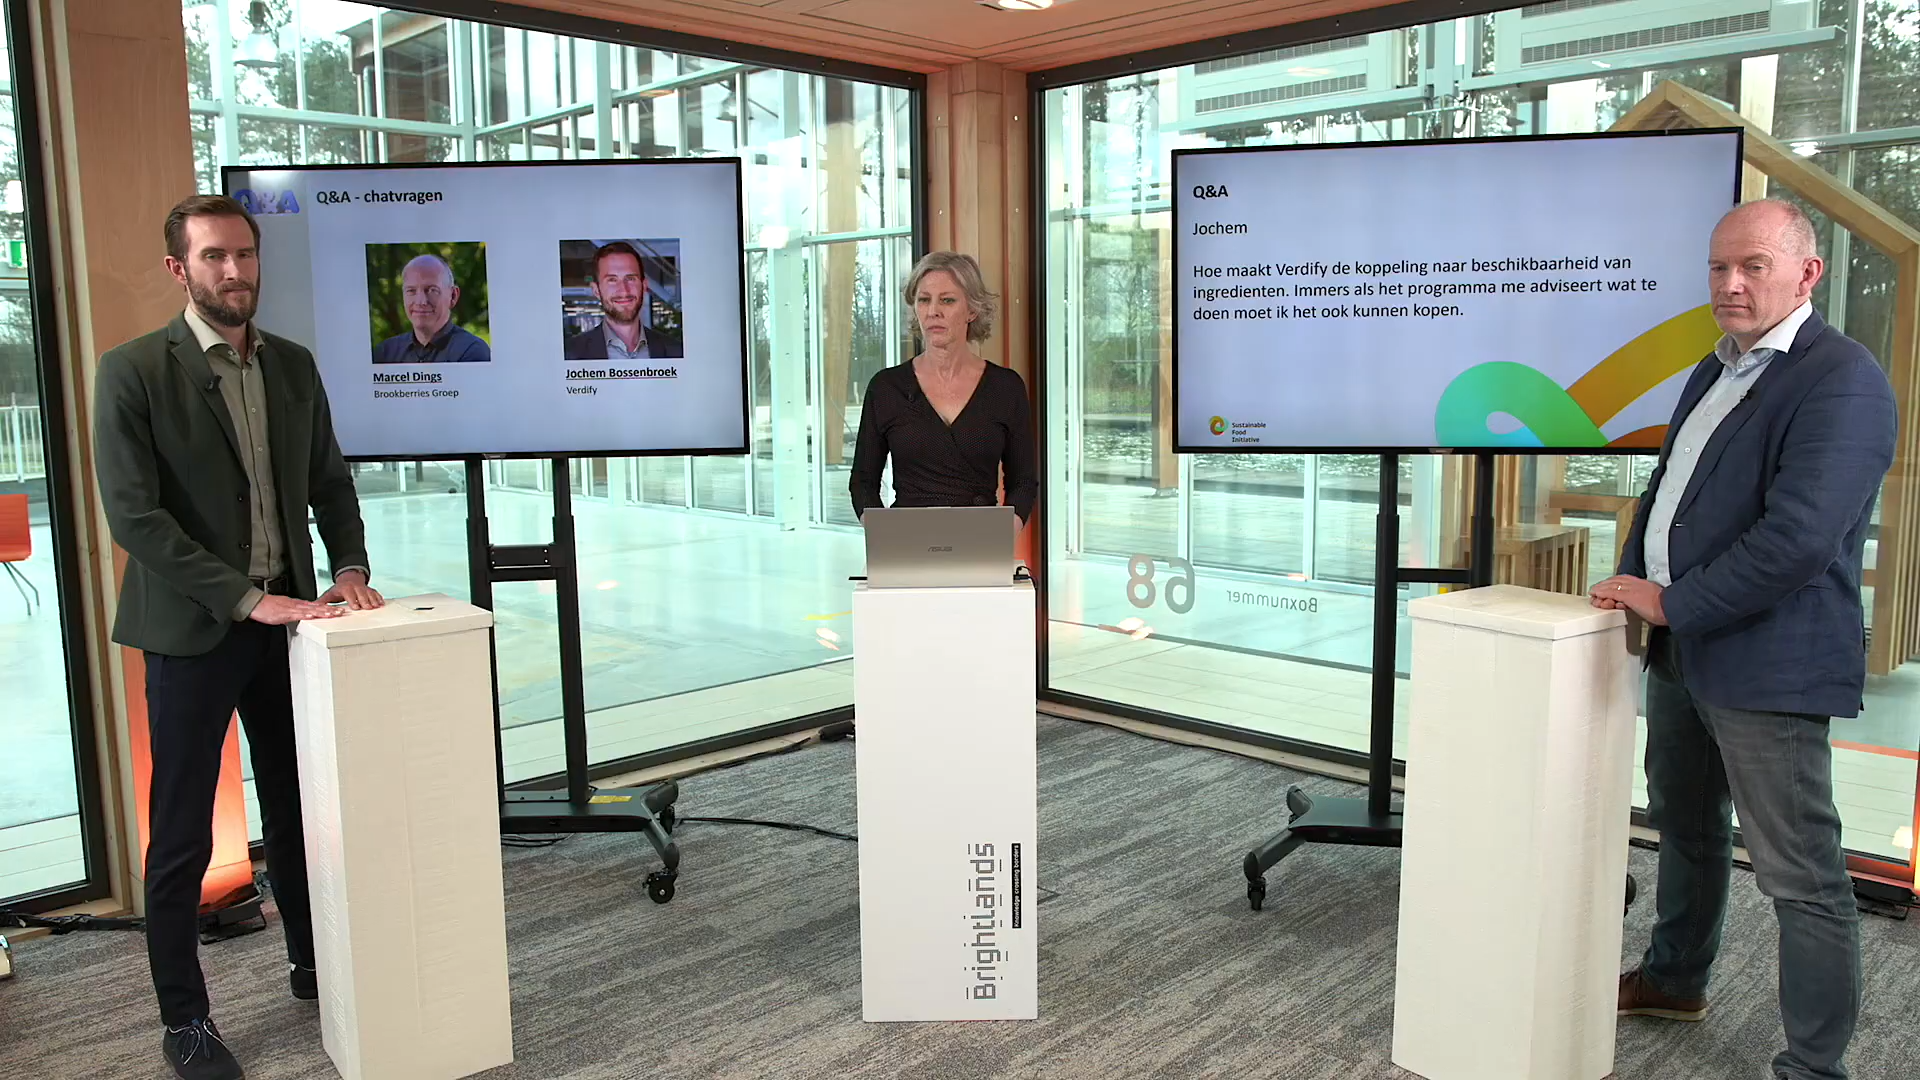 Q&A
Q&A - chatvragen
Marcel Dings
Brookberries Groep
Jochem Bossenbroek
Verdify
Q&A
Jochem
Hoe maakt Verdify de koppeling naar beschikbaarheid van
ingredienten. Immers als het programma me adviseert wat te
doen moet ik het ook kunnen kopen.
Sustainable
Food
Initiative
ASUS
68
Boxnummer
Brightlands
knowledge crossing borders